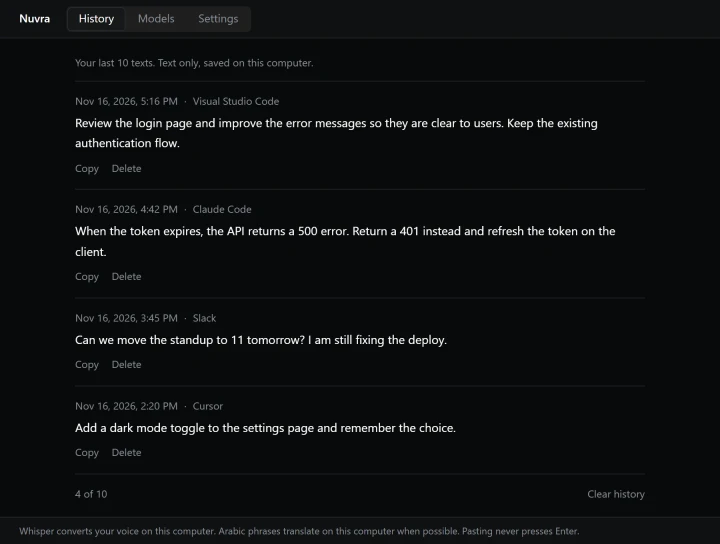 Nuvra History Models Settings
Your last 10 texts. Text only, saved on this computer.
Nov 16, 2026, 5:16 PM · Visual Studio Code
Review the login page and improve the error messages so they are clear to users. Keep the existing
authentication flow.
Copy Delete
Nov 16, 2026, 4:42 PM · Claude Code
When the token expires, the API returns a 500 error. Return a 401 instead and refresh the token on the
client.
Copy Delete
Nov 16, 2026, 3:45 PM · Slack
Can we move the standup to 11 tomorrow? I am still fixing the deploy.
Copy Delete
Nov 16, 2026, 2:20 PM · Cursor
Add a dark mode toggle to the settings page and remember the choice.
Copy Delete
4 of 10 Clear history
Whisper converts your voice on this computer. Arabic phrases translate on this computer when possible. Pasting never presses Enter.